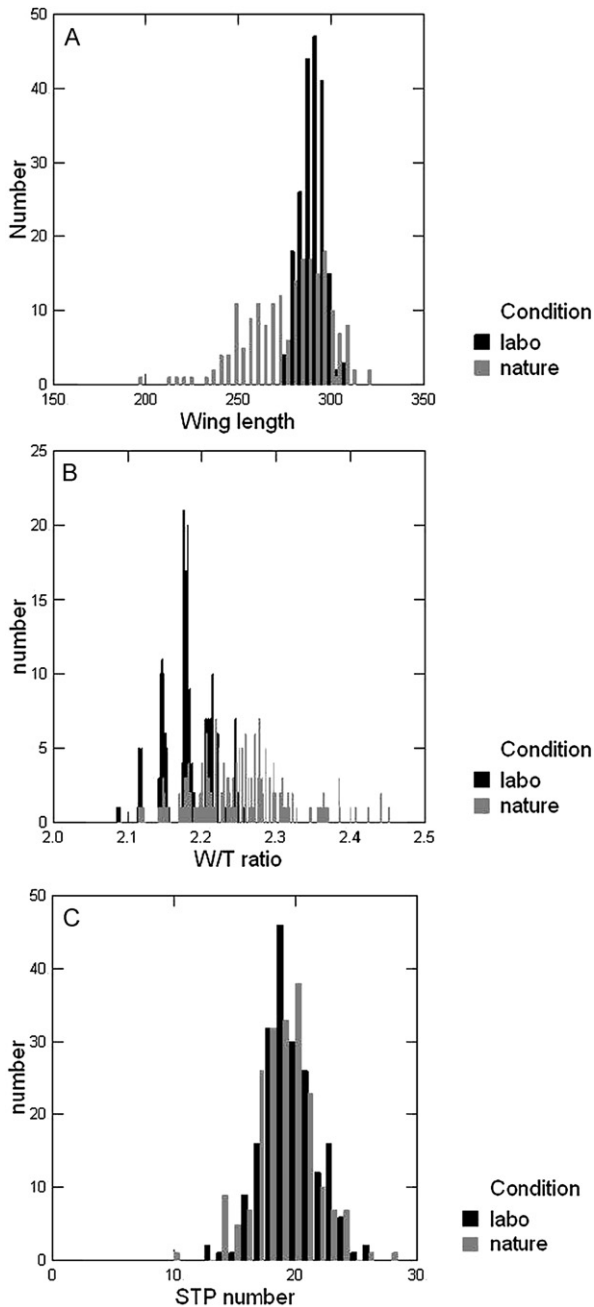 A
50
40
30
20
10
0
Number
150
200
250
300
350
Wing length
Condition
labo
nature
B
25
20
15
10
5
0
number
2.0
2.1
2.2
2.3
2.4
2.5
W/T ratio
Condition
labo
nature
C
50
40
30
20
10
0
number
0
10
20
30
STP number
Condition
labo
nature